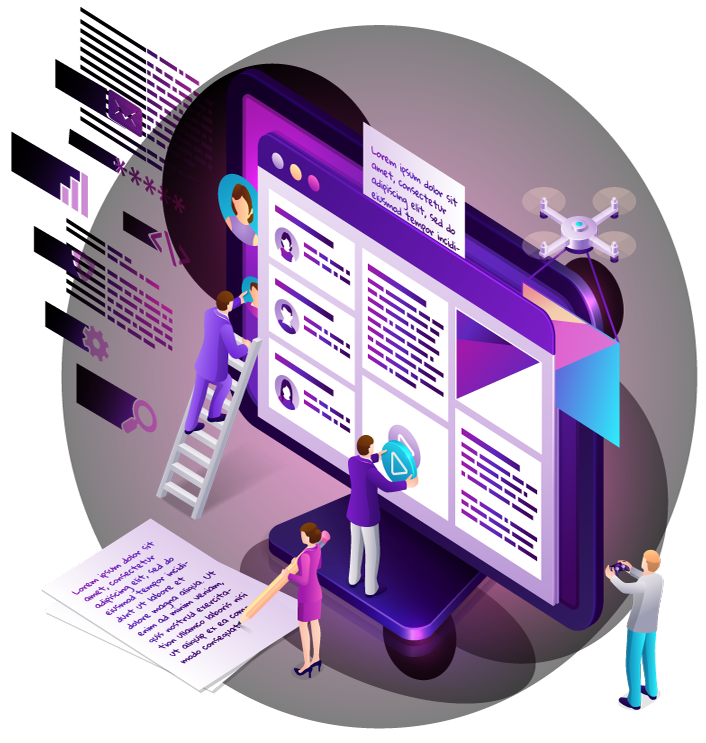 Lorem ipsum dolor sit
amet, consectetur
adipiscing elit, sed do
eiusmod tempor incidi-
Lorem ipsum dolor sit
amet, consectetur
adipiscing elit, sed do
eiusmod tempor incidi-
dunt ut labore et
dolore magna aliqua. Ut
enim ad minim veniam,
quis nostrud exercita-
tion ullamco laboris nisi
ut aliquip ex ea com-
modo consequat